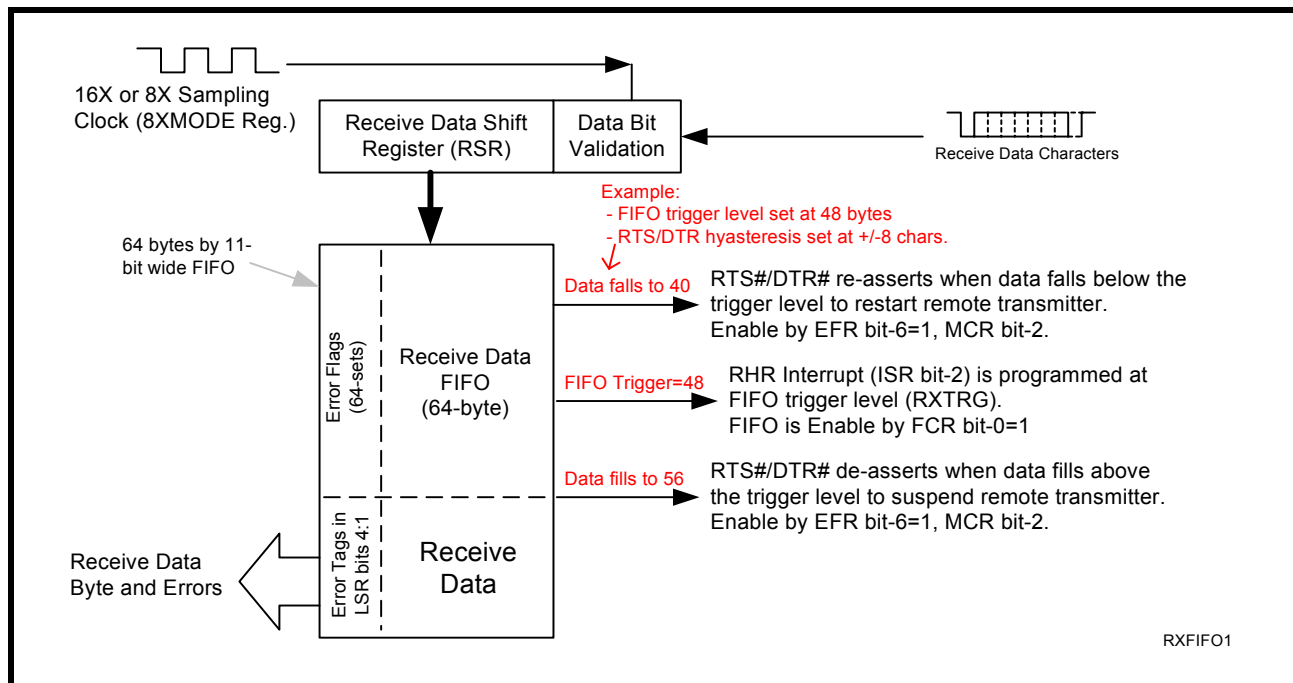 16X or 8X Sampling
Clock (8XMODE Reg.)
Receive Data Shift
Register (RSR)
Data Bit
Validation
Receive Data Characters
Example:
- FIFO trigger level set at 48 bytes
- RTS/DTR hyasteresis set at +/-8 chars.
64 bytes by 11-
bit wide FIFO
Data falls to 40
RTS#/DTR# re-asserts when data falls below the
trigger level to restart remote transmitter.
Enable by EFR bit-6=1, MCR bit-2.
Error Flags
(64-sets)
Receive Data
FIFO
(64-byte)
FIFO Trigger=48
RHR Interrupt (ISR bit-2) is programmed at
FIFO trigger level (RXTRG).
FIFO is Enable by FCR bit-0=1
Data fills to 56
RTS#/DTR# de-asserts when data fills above
the trigger level to suspend remote transmitter.
Enable by EFR bit-6=1, MCR bit-2.
Error Tags in
LSR bits 4:1
Receive
Data
Receive Data
Byte and Errors
RXFIFO1